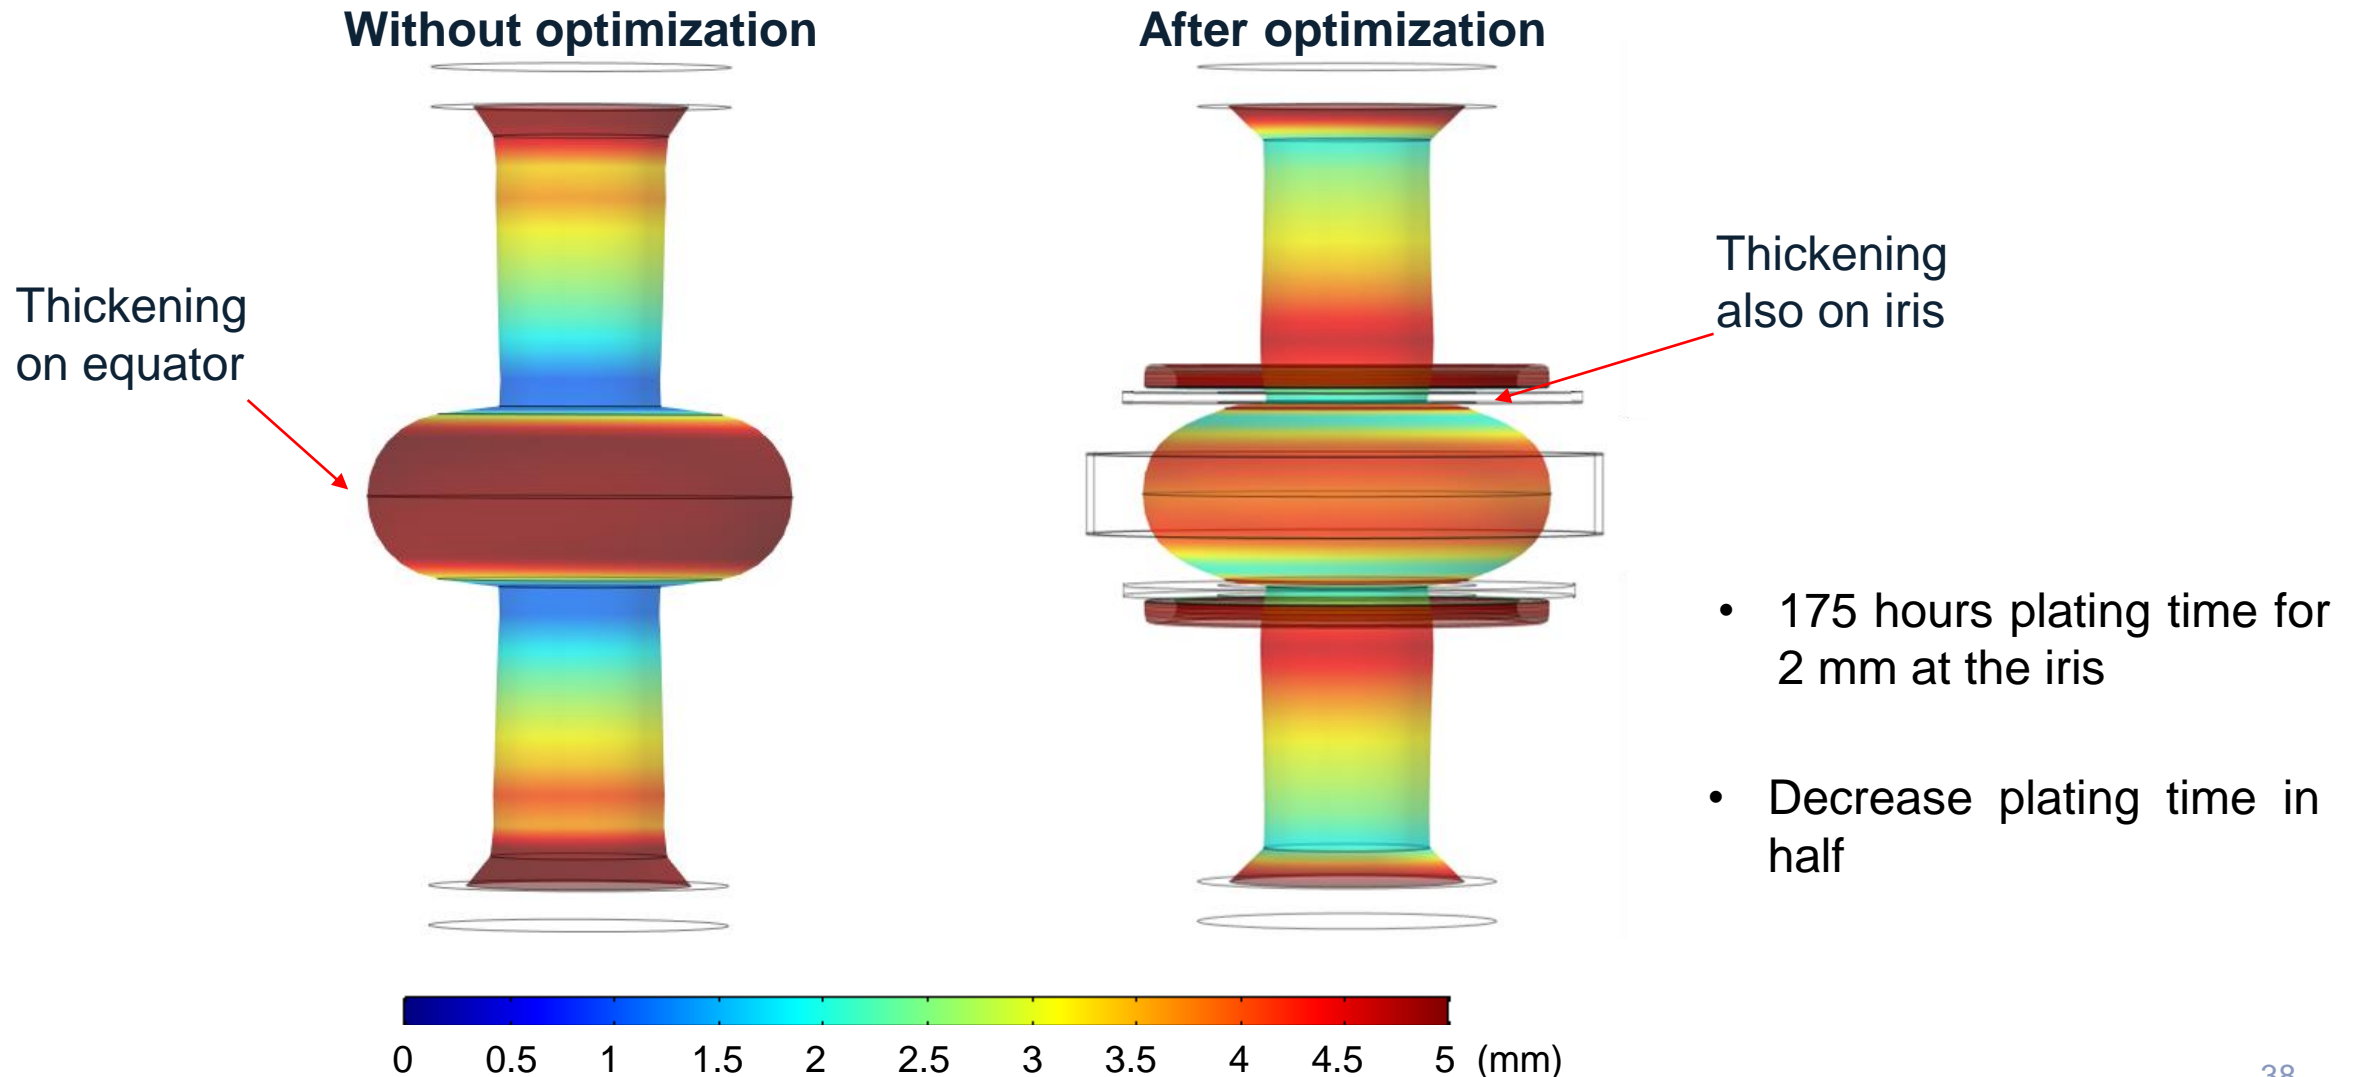 Without optimization
After optimization
Thickening
on equator
Thickening
also on iris
• 175 hours plating time for
2 mm at the iris
• Decrease plating time in
half
0 0.5 1 1.5 2 2.5 3 3.5 4 4.5 5 (mm)
38